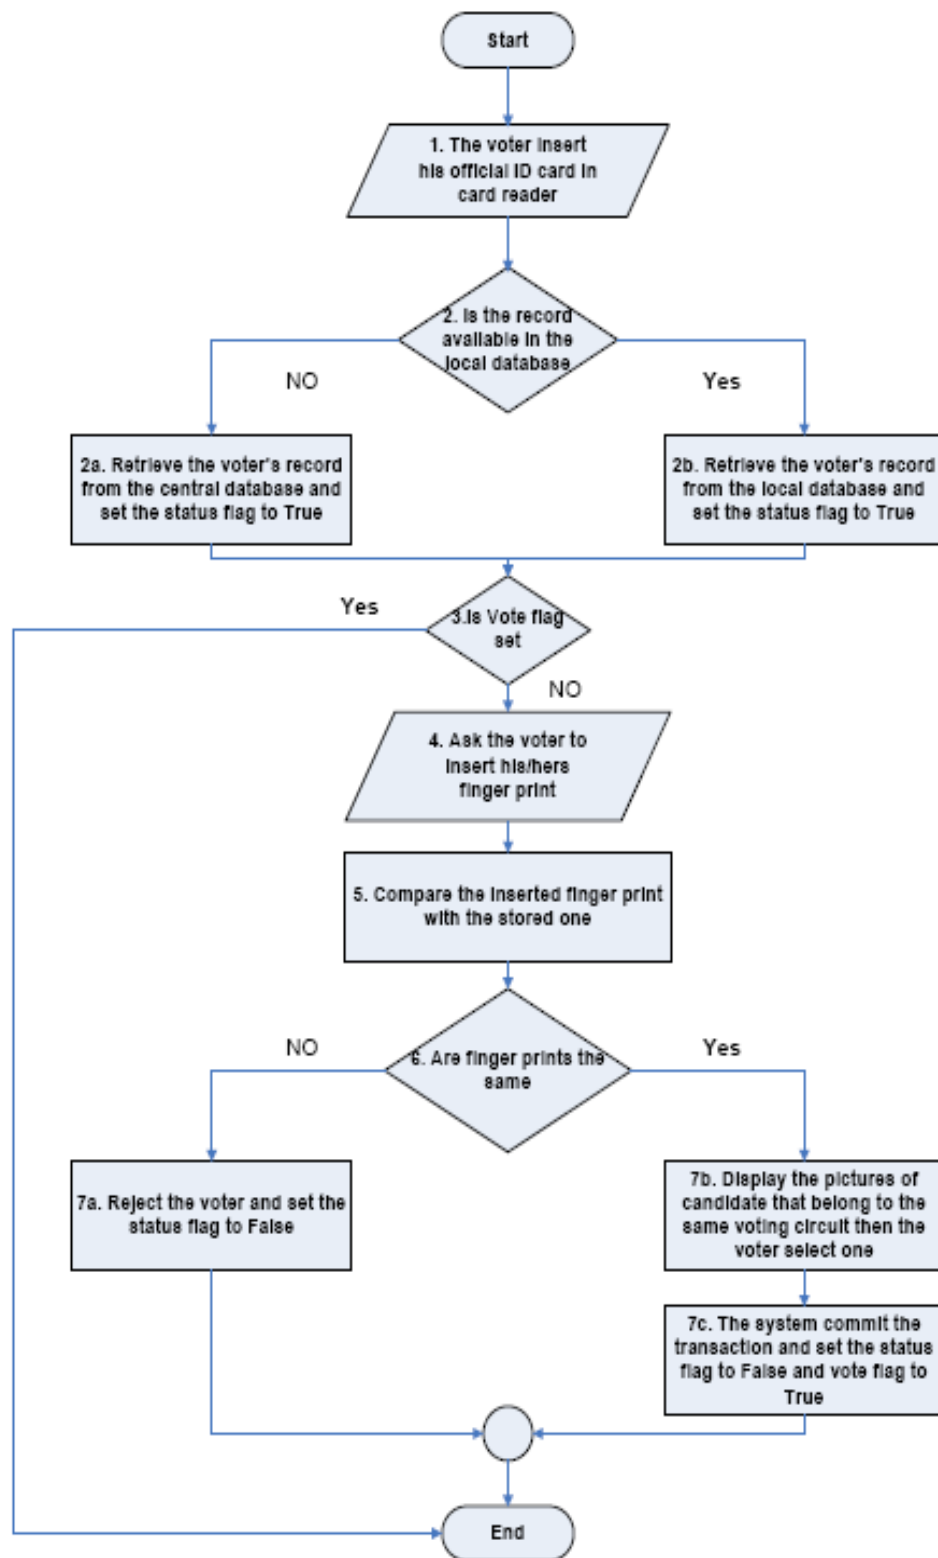 Start
1. The voter insert
his official ID card in
card reader
2. Is the record
available in the
local database
NO
Yes
2a. Retrieve the voter's record
from the central database and
set the status flag to True
2b. Retrieve the voter's record
from the local database and
set the status flag to True
Yes
3.Is Vote flag
set
NO
4. Ask the voter to
insert his/hers
finger print
5. Compare the inserted finger print
with the stored one
NO
6. Are finger prints the
same
Yes
7a. Reject the voter and set the
status flag to False
7b. Display the pictures of
candidate that belong to the
same voting circuit then the
voter select one
7c. The system commit the
transaction and set the status
flag to False and vote flag to
True
End